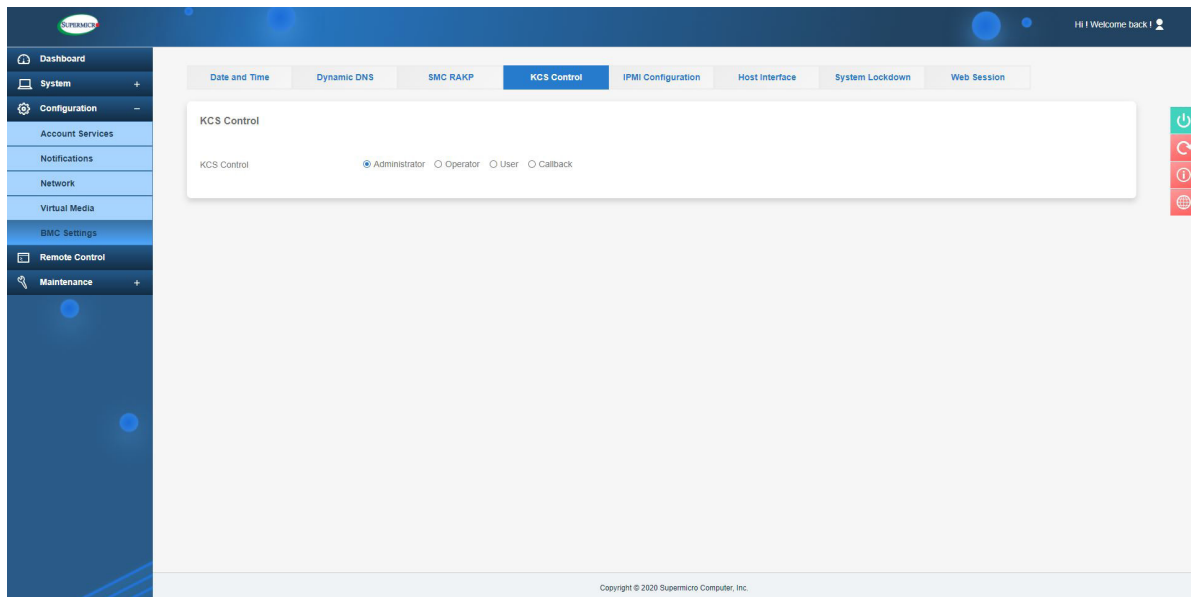 SUPERMICRO
Hi ! Welcome back !
Dashboard
System +
Configuration −
Account Services
Notifications
Network
Virtual Media
BMC Settings
Remote Control
Maintenance +
Date and Time Dynamic DNS SMC RAKP KCS Control IPMI Configuration Host Interface System Lockdown Web Session
KCS Control
KCS Control Administrator Operator User Callback
Copyright © 2020 Supermicro Computer, Inc.